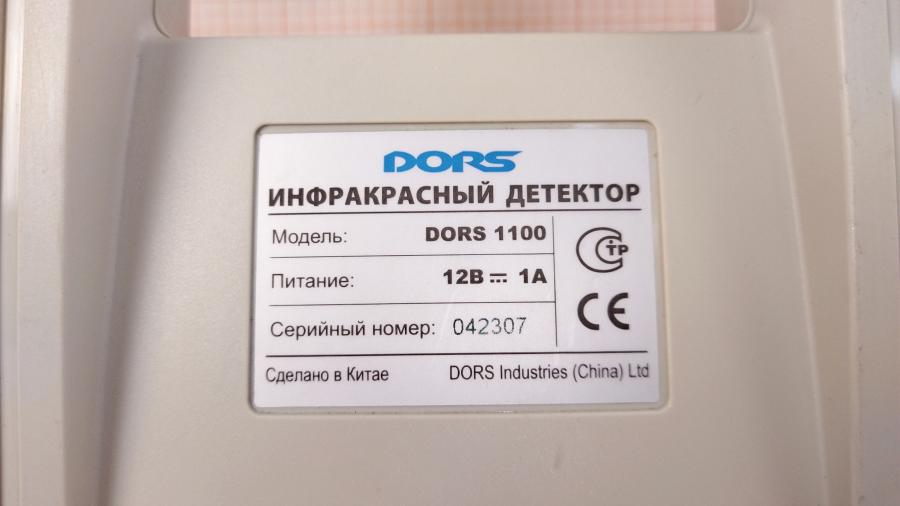 DORS
ИНФРАКРАСНЫЙ ДЕТЕКТОР
Модель: DORS 1100
Питание: 12В ⎓ 1А
Серийный номер: 042307
СТР
CE
Сделано в Китае DORS Industries (China) Ltd